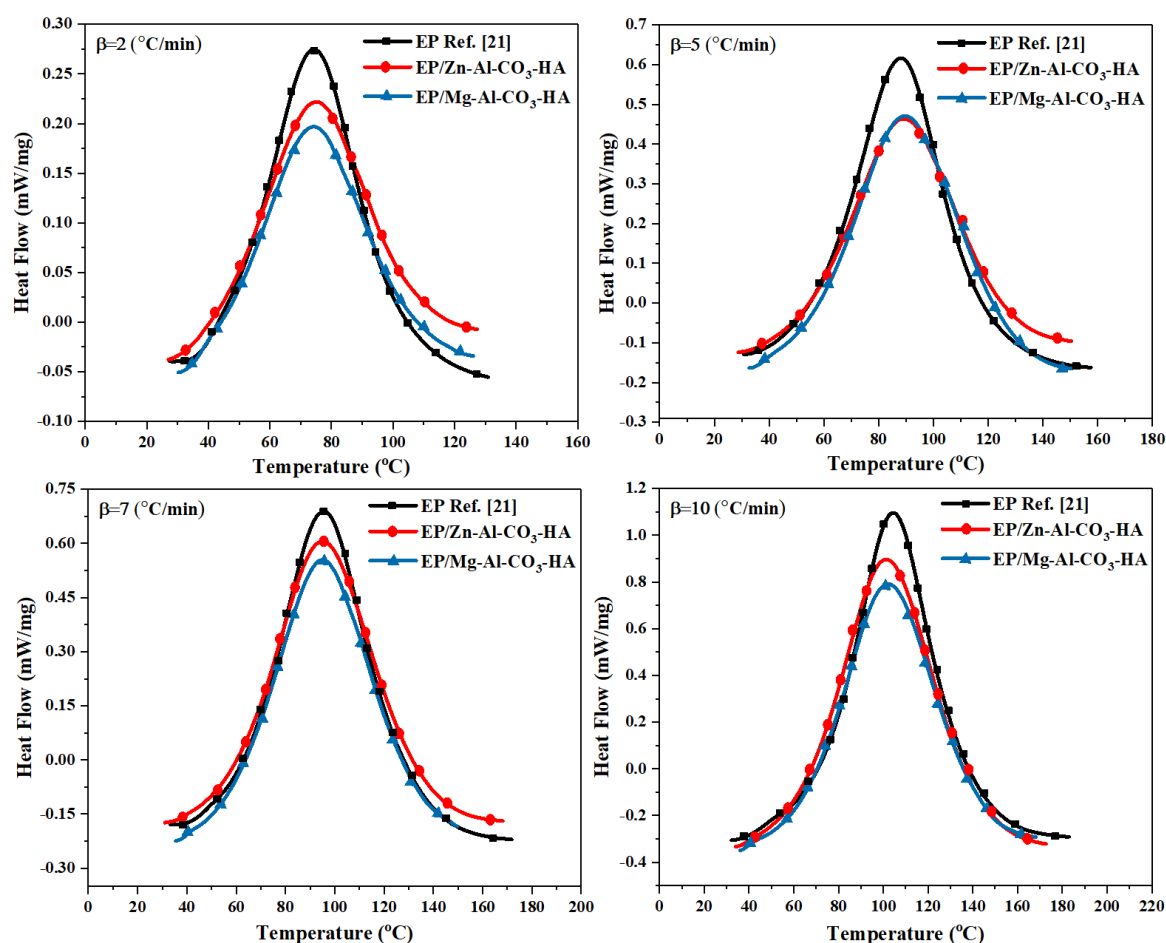 β=2 (°C/min)
EP Ref. [21]
EP/Zn-Al-CO₃-HA
EP/Mg-Al-CO₃-HA
Heat Flow (mW/mg)
0.30
0.25
0.20
0.15
0.10
0.05
0.00
-0.05
-0.10
0 20 40 60 80 100 120 140 160
Temperature (ºC)
β=5 (°C/min)
EP Ref. [21]
EP/Zn-Al-CO₃-HA
EP/Mg-Al-CO₃-HA
Heat Flow (mW/mg)
0.7
0.6
0.5
0.4
0.3
0.2
0.1
0.0
-0.1
-0.2
-0.3
0 20 40 60 80 100 120 140 160 180
Temperature (ºC)
β=7 (°C/min)
EP Ref. [21]
EP/Zn-Al-CO₃-HA
EP/Mg-Al-CO₃-HA
Heat Flow (mW/mg)
0.75
0.60
0.45
0.30
0.15
0.00
-0.15
-0.30
0 20 40 60 80 100 120 140 160 180 200
Temperature (ºC)
β=10 (°C/min)
EP Ref. [21]
EP/Zn-Al-CO₃-HA
EP/Mg-Al-CO₃-HA
Heat Flow (mW/mg)
1.2
1.0
0.8
0.6
0.4
0.2
0.0
-0.2
-0.4
0 20 40 60 80 100 120 140 160 180 200 220
Temperature (ºC)